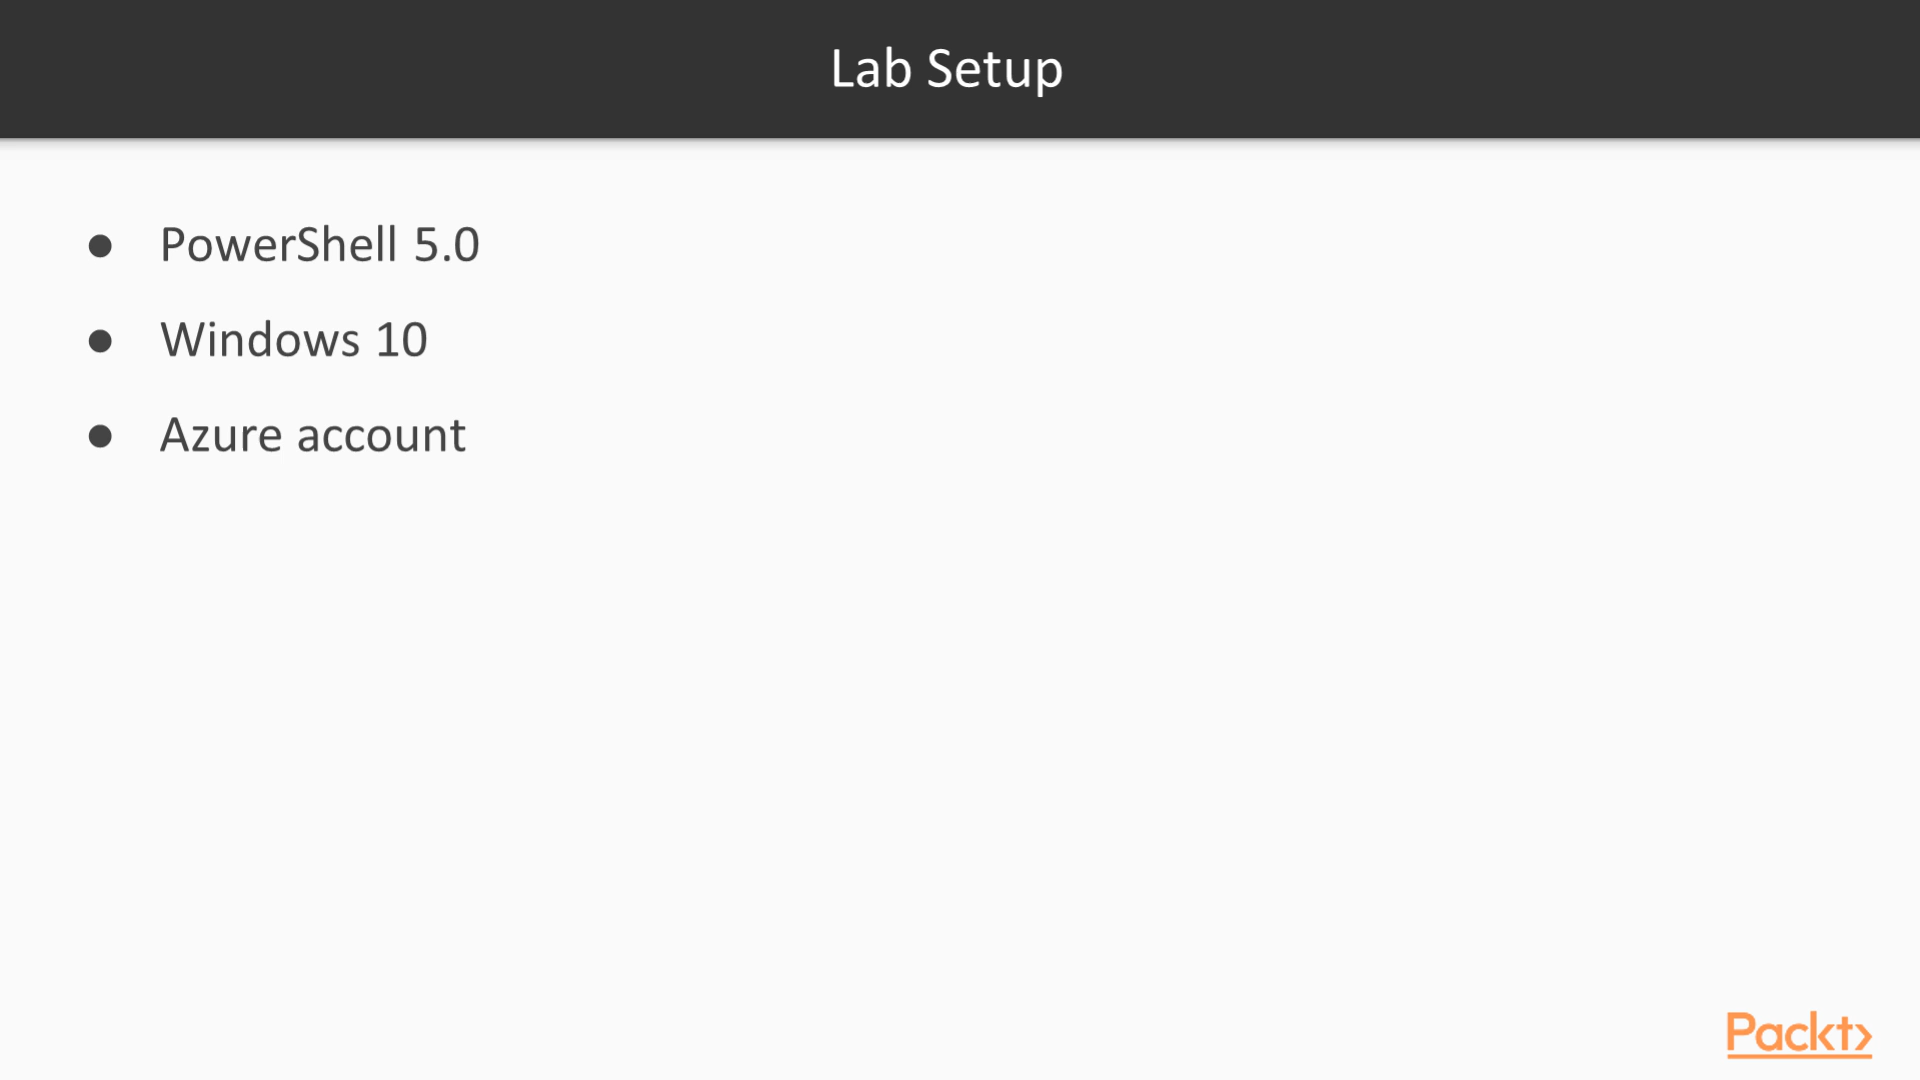 Lab Setup
● PowerShell 5.0
● Windows 10
● Azure account
Packt>